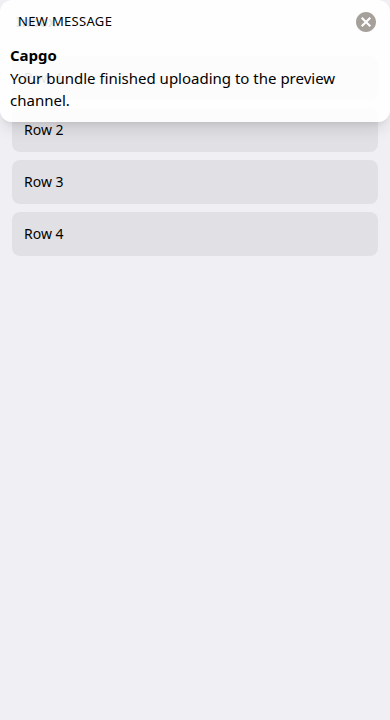 NEW MESSAGE
Capgo
Your bundle finished uploading to the preview
channel.
Row 2
Row 3
Row 4